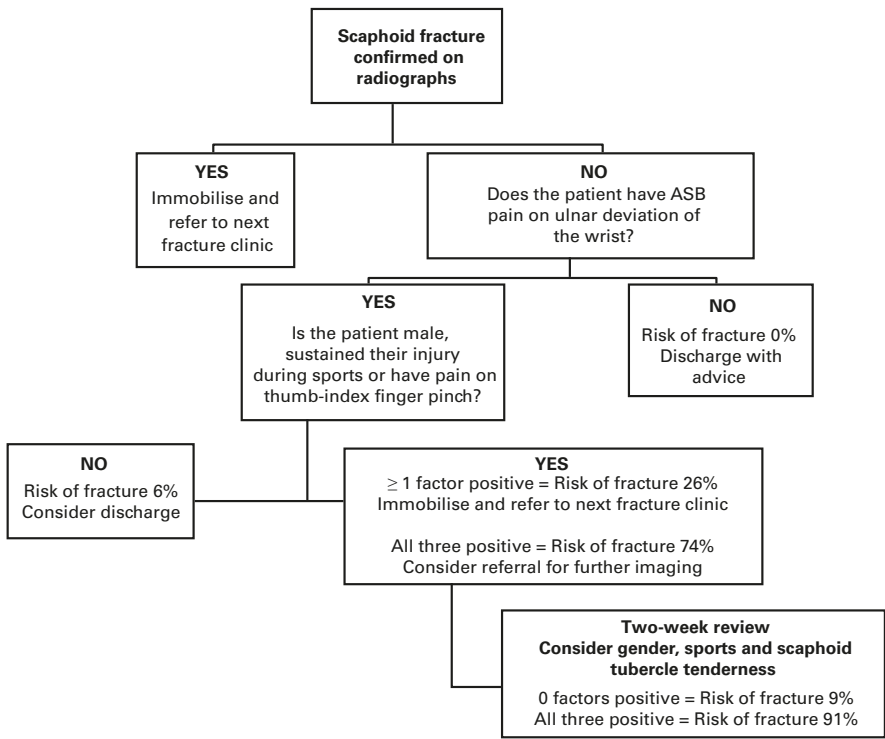 Scaphoid fracture
confirmed on
radiographs
YES
Immobilise and
refer to next
fracture clinic
NO
Does the patient have ASB
pain on ulnar deviation of
the wrist?
YES
Is the patient male,
sustained their injury
during sports or have pain on
thumb-index finger pinch?
NO
Risk of fracture 0%
Discharge with
advice
NO
Risk of fracture 6%
Consider discharge
YES
≥ 1 factor positive = Risk of fracture 26%
Immobilise and refer to next fracture clinic
All three positive = Risk of fracture 74%
Consider referral for further imaging
Two-week review
Consider gender, sports and scaphoid
tubercle tenderness
0 factors positive = Risk of fracture 9%
All three positive = Risk of fracture 91%